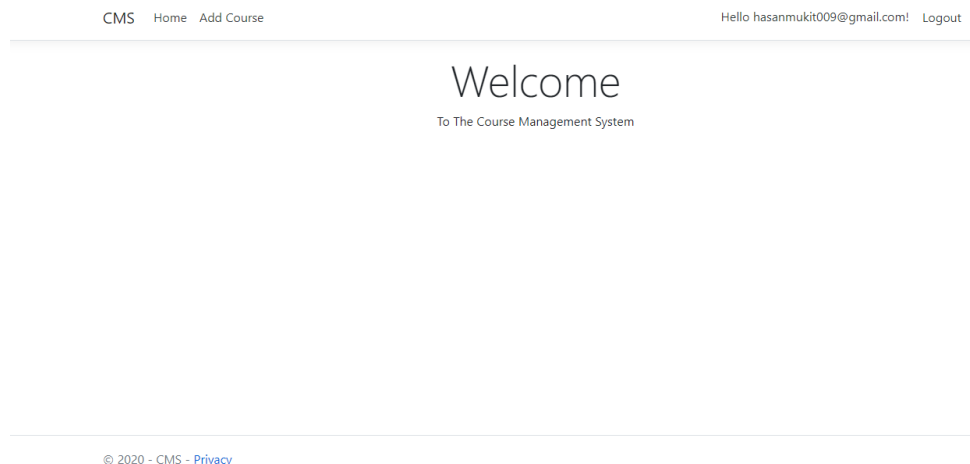 CMS Home Add Course Hello hasanmukit009@gmail.com! Logout
Welcome
To The Course Management System
© 2020 - CMS - Privacy